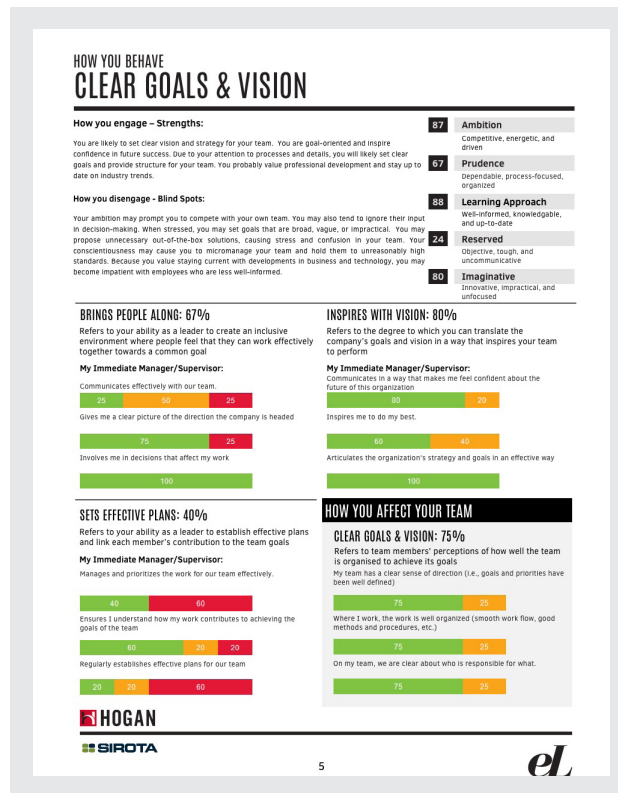 HOW YOU BEHAVE
CLEAR GOALS & VISION
How you engage – Strengths:
You are likely to set clear vision and strategy for your team. You are goal-oriented and inspire
confidence in future success. Due to your attention to processes and details, you will likely set clear
goals and provide structure for your team. You probably value professional development and stay up to
date on industry trends.
How you disengage - Blind Spots:
Your ambition may prompt you to compete with your own team. You may also tend to ignore their input
in decision-making. When stressed, you may set goals that are broad, vague, or impractical. You may
propose unnecessary out-of-the-box solutions, causing stress and confusion in your team. Your
conscientiousness may cause you to micromanage your team and hold them to unreasonably high
standards. Because you value staying current with developments in business and technology, you may
become impatient with employees who are less well-informed.
87 Ambition
Competitive, energetic, and
driven
67 Prudence
Dependable, process-focused,
organized
88 Learning Approach
Well-informed, knowledgable,
and up-to-date
24 Reserved
Objective, tough, and
uncommunicative
80 Imaginative
Innovative, impractical, and
unfocused
BRINGS PEOPLE ALONG: 67%
Refers to your ability as a leader to create an inclusive
environment where people feel that they can work effectively
together towards a common goal
My Immediate Manager/Supervisor:
Communicates effectively with our team.
25 50 25
Gives me a clear picture of the direction the company is headed
75 25
Involves me in decisions that affect my work
100
INSPIRES WITH VISION: 80%
Refers to the degree to which you can translate the
company's goals and vision in a way that inspires your team
to perform
My Immediate Manager/Supervisor:
Communicates in a way that makes me feel confident about the
future of this organization
80 20
Inspires me to do my best.
60 40
Articulates the organization's strategy and goals in an effective way
100
SETS EFFECTIVE PLANS: 40%
Refers to your ability as a leader to establish effective plans
and link each member's contribution to the team goals
My Immediate Manager/Supervisor:
Manages and prioritizes the work for our team effectively.
40 60
Ensures I understand how my work contributes to achieving the
goals of the team
60 20 20
Regularly establishes effective plans for our team
20 20 60
HOW YOU AFFECT YOUR TEAM
CLEAR GOALS & VISION: 75%
Refers to team members' perceptions of how well the team
is organised to achieve its goals
My team has a clear sense of direction (i.e., goals and priorities have
been well defined)
75 25
Where I work, the work is well organized (smooth work flow, good
methods and procedures, etc.)
75 25
On my team, we are clear about who is responsible for what.
75 25
HOGAN
SIROTA
5
eL